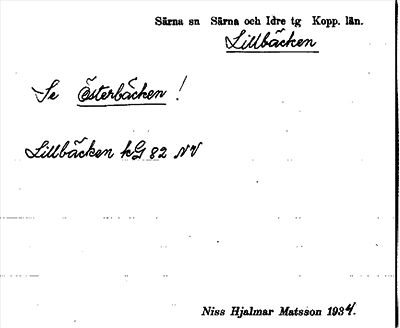 Särna sn Särna och Idre tg Kopp. län.
Lillbäcken
Se Österbäcken!
Lillbäcken kG 82 NV
Niss Hjalmar Matsson 1934.